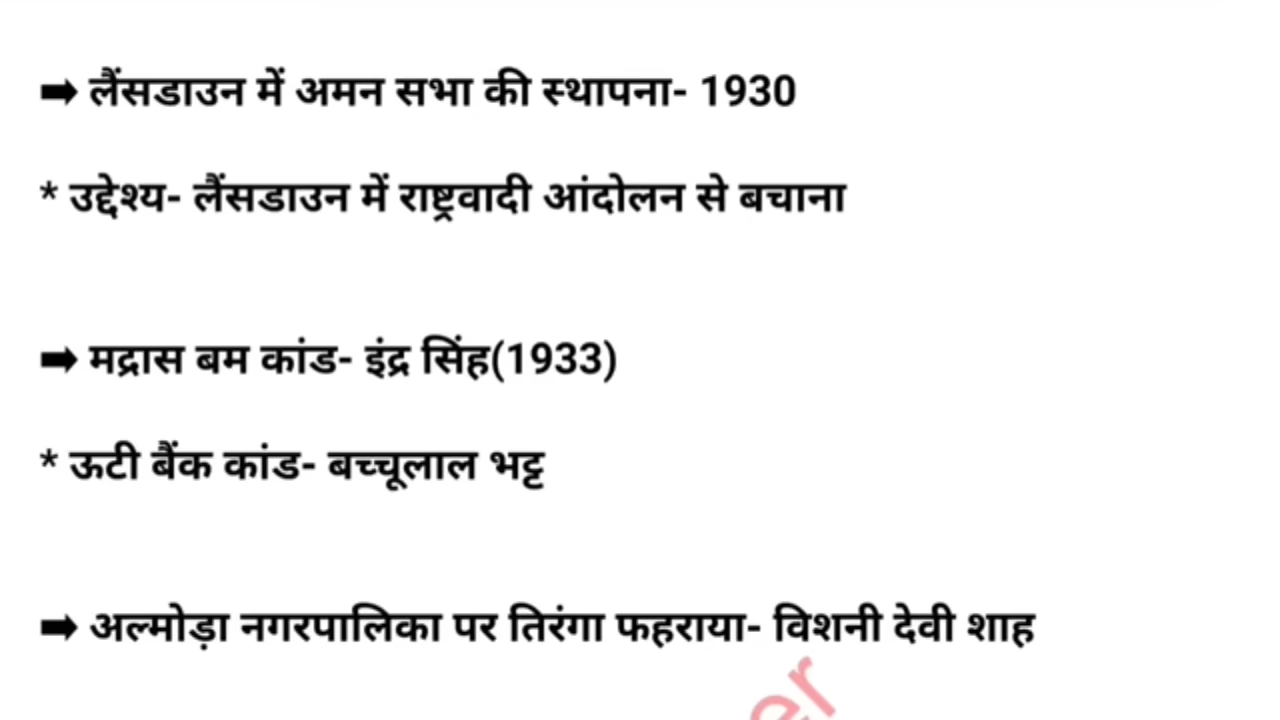 ➡ लैंसडाउन में अमन सभा की स्थापना- 1930
* उद्देश्य- लैंसडाउन में राष्ट्रवादी आंदोलन से बचाना
➡ मद्रास बम कांड- इंद्र सिंह(1933)
* ऊटी बैंक कांड- बच्चूलाल भट्ट
➡ अल्मोड़ा नगरपालिका पर तिरंगा फहराया- विशनी देवी शाह
er